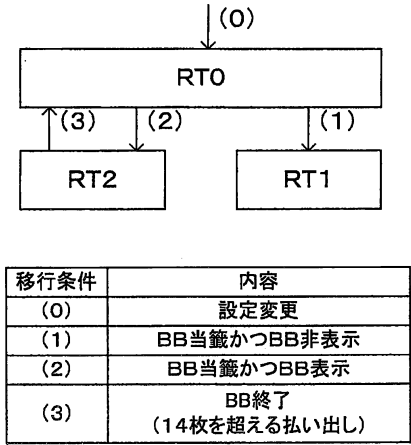 (0)
RT0
(3)
(2)
(1)
RT2
RT1
移行条件 内容
(0) 設定変更
(1) BB当籤かつBB非表示
(2) BB当籤かつBB表示
(3) BB終了
(14枚を超える払い出し)